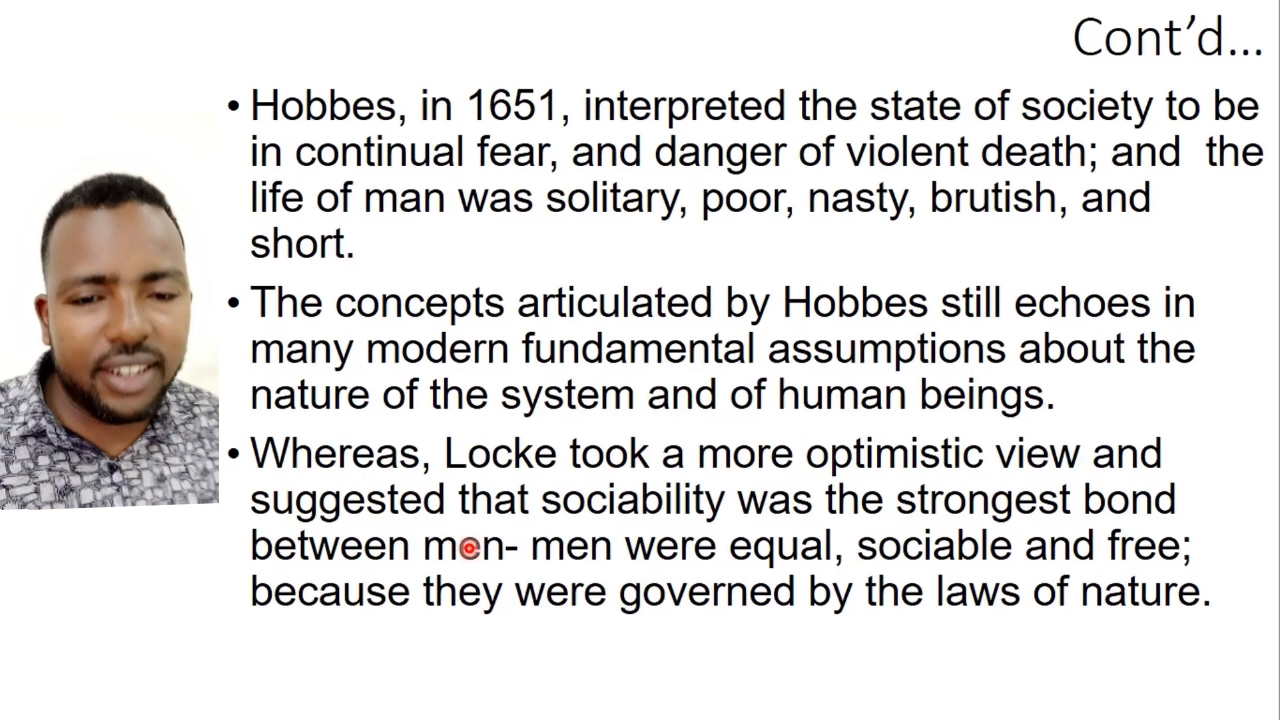 Cont’d…
• Hobbes, in 1651, interpreted the state of society to be
in continual fear, and danger of violent death; and  the
life of man was solitary, poor, nasty, brutish, and
short.
• The concepts articulated by Hobbes still echoes in
many modern fundamental assumptions about the
nature of the system and of human beings.
• Whereas, Locke took a more optimistic view and
suggested that sociability was the strongest bond
between men- men were equal, sociable and free;
because they were governed by the laws of nature.